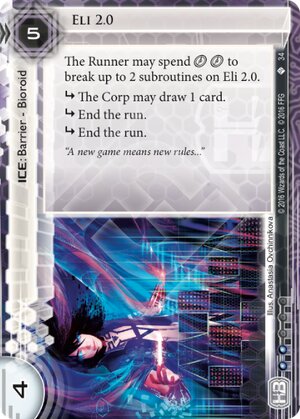 Eli 2.0
5
The Runner may spend 🕘 🕘 to
break up to 2 subroutines on Eli 2.0.
↳ The Corp may draw 1 card.
↳ End the run.
↳ End the run.
"A new game means new rules..."
ICE: Barrier - Bioroid
34
© 2016 Wizards of the Coast LLC. © 2016 FFG
Illus. Anastasia Ovchinnikova
4
HB